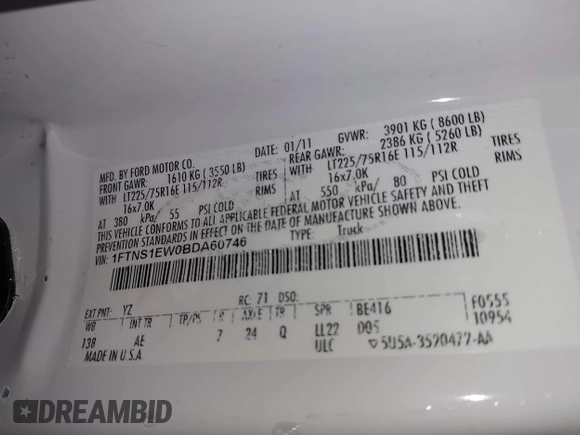 MFD. BY FORD MOTOR CO.
DATE: 01/11 GVWR: 3901 KG ( 8600 LB)
FRONT GAWR: 1610 KG ( 3550 LB) REAR GAWR: 2386 KG ( 5260 LB)
WITH LT225/75R16E 115/112R TIRES WITH LT225/75R16E 115/112R TIRES
16x7.0K RIMS 16x7.0K RIMS
AT 380 kPa/ 55 PSI COLD AT 550 kPa/ 80 PSI COLD
THIS VEHICLE CONFORMS TO ALL APPLICABLE FEDERAL MOTOR VEHICLE SAFETY AND THEFT
PREVENTION STANDARDS IN EFFECT ON THE DATE OF MANUFACTURE SHOWN ABOVE.
VIN: 1FTNS1EW0BDA60746 TYPE: Truck
EXT PNT: YZ RC: 71 DSO: F0555
WB INT TR TP/PS R AXLE TR SPR BE416 10954
138 AE 7 24 Q LL22 DQ5
MADE IN U.S.A. ULC 5U5A-3520472-AA
DREAMBID